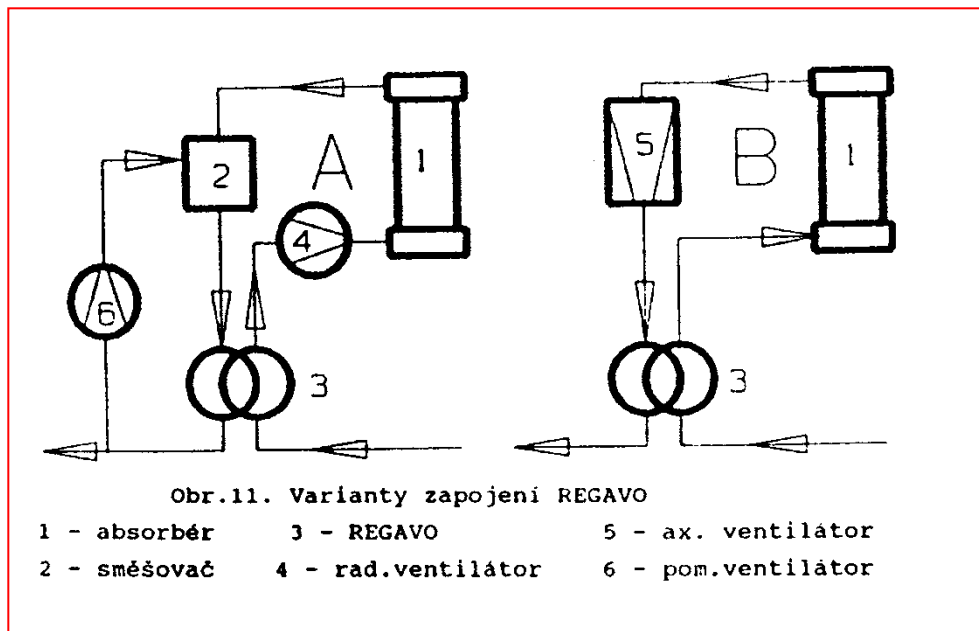 A
B
1
2
4
6
3
5
1
3
Obr.11. Varianty zapojení REGAVO
1 - absorbér 3 - REGAVO 5 - ax. ventilátor
2 - směšovač 4 - rad.ventilátor 6 - pom.ventilátor